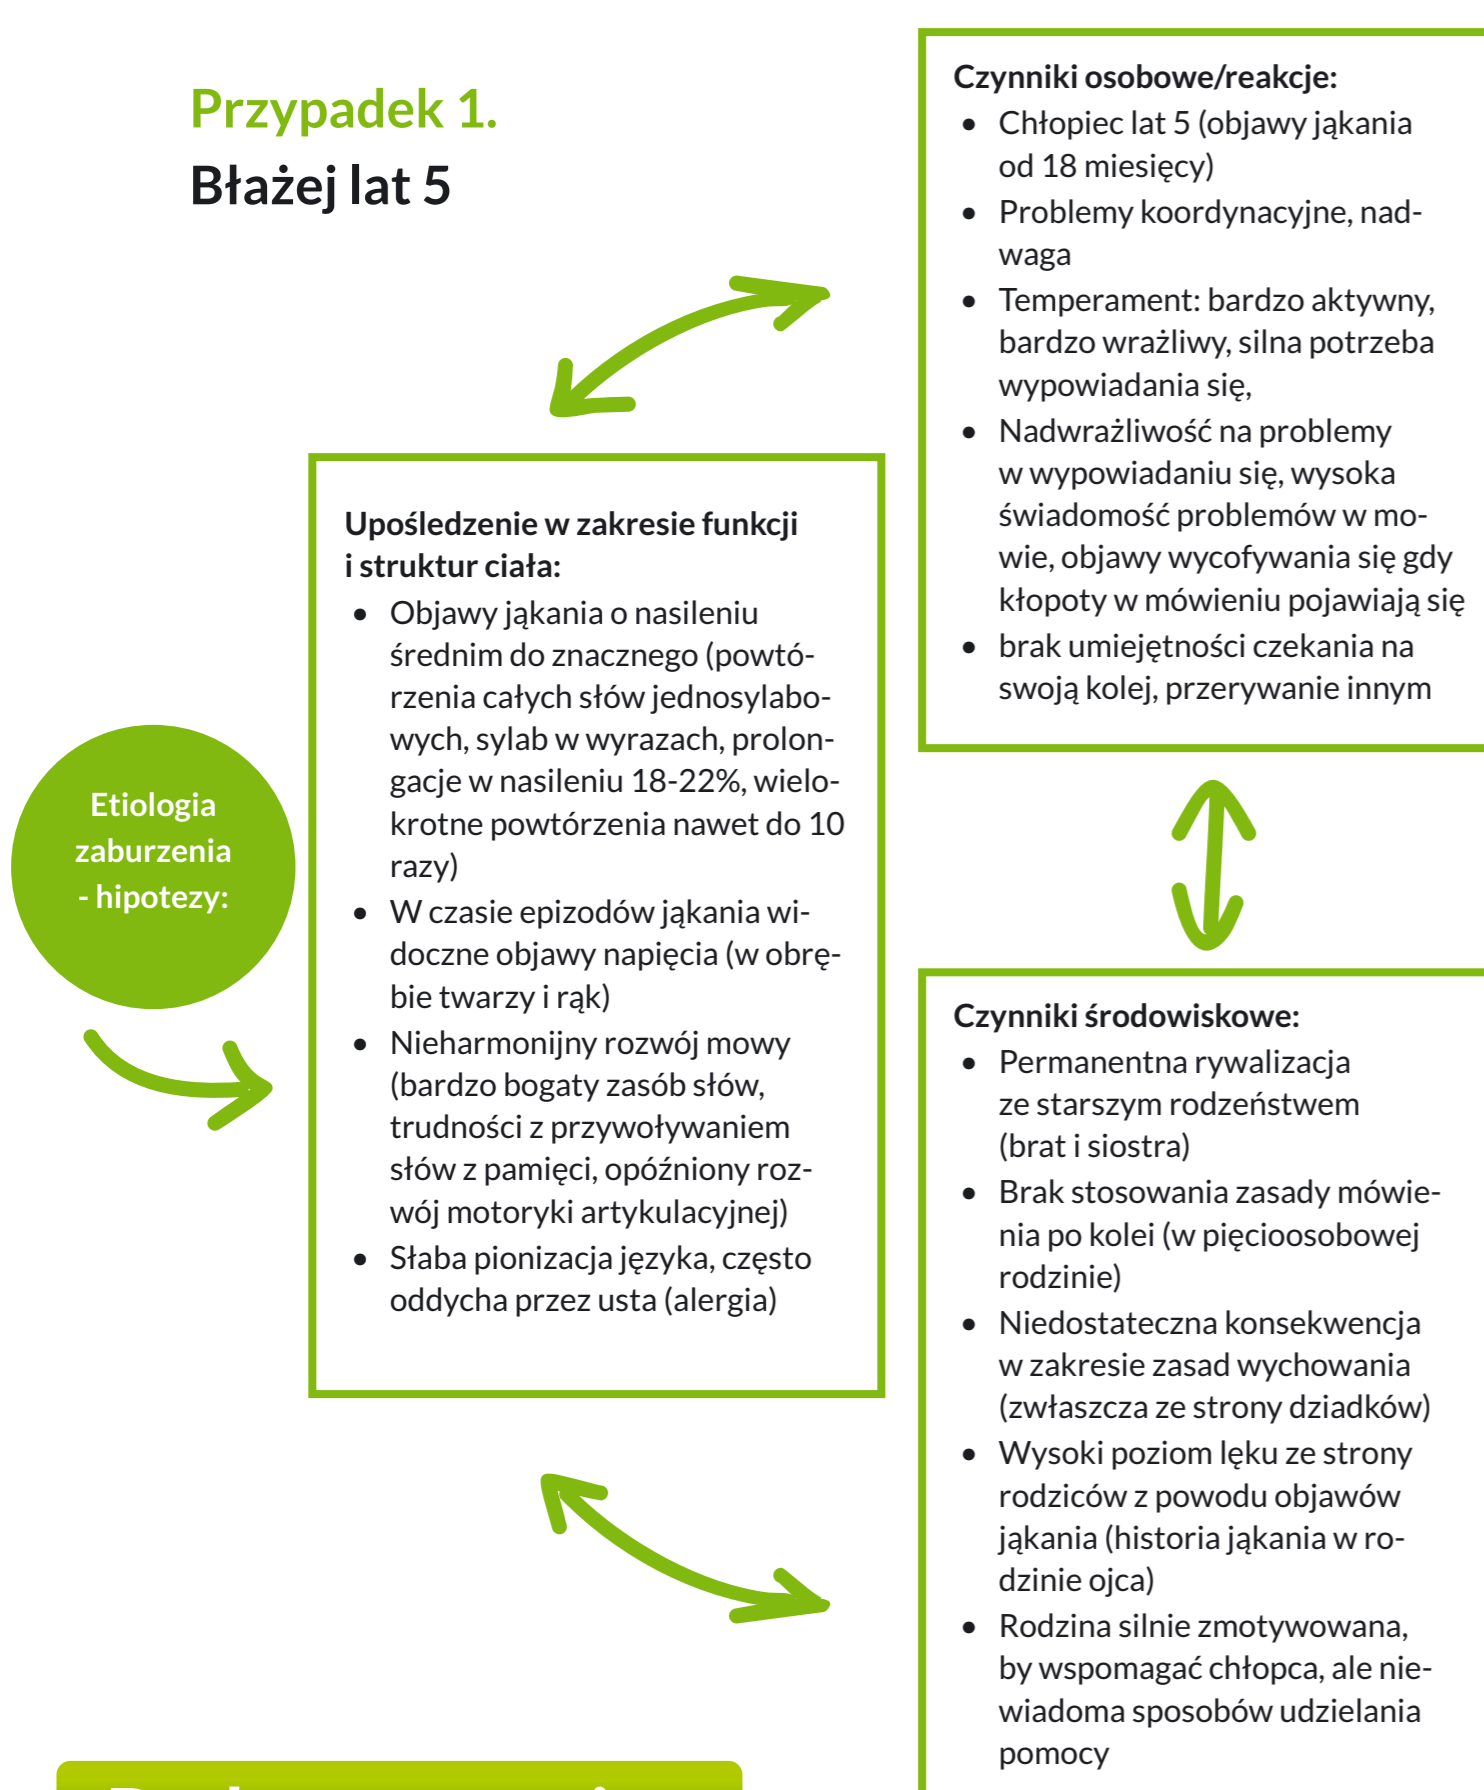 Przypadek 1.
Błażej lat 5
Etiologia
zaburzenia
- hipotezy:
Upośledzenie w zakresie funkcji
i struktur ciała:
• Objawy jąkania o nasileniu
średnim do znacznego (powtó-
rzenia całych słów jednosylabo-
wych, sylab w wyrazach, prolon-
gacje w nasileniu 18-22%, wielo-
krotne powtórzenia nawet do 10
razy)
• W czasie epizodów jąkania wi-
doczne objawy napięcia (w obrę-
bie twarzy i rąk)
• Nieharmonijny rozwój mowy
(bardzo bogaty zasób słów,
trudności z przywoływaniem
słów z pamięci, opóźniony roz-
wój motoryki artykulacyjnej)
• Słaba pionizacja języka, często
oddycha przez usta (alergia)
Czynniki osobowe/reakcje:
• Chłopiec lat 5 (objawy jąkania
od 18 miesięcy)
• Problemy koordynacyjne, nad-
waga
• Temperament: bardzo aktywny,
bardzo wrażliwy, silna potrzeba
wypowiadania się,
• Nadwrażliwość na problemy
w wypowiadaniu się, wysoka
świadomość problemów w mo-
wie, objawy wycofywania się gdy
kłopoty w mówieniu pojawiają się
• brak umiejętności czekania na
swoją kolej, przerywanie innym
Czynniki środowiskowe:
• Permanentna rywalizacja
ze starszym rodzeństwem
(brat i siostra)
• Brak stosowania zasady mówie-
nia po kolei (w pięcioosobowej
rodzinie)
• Niedostateczna konsekwencja
w zakresie zasad wychowania
(zwłaszcza ze strony dziadków)
• Wysoki poziom lęku ze strony
rodziców z powodu objawów
jąkania (historia jąkania w ro-
dzinie ojca)
• Rodzina silnie zmotywowana,
by wspomagać chłopca, ale nie-
wiadoma sposobów udzielania
pomocy